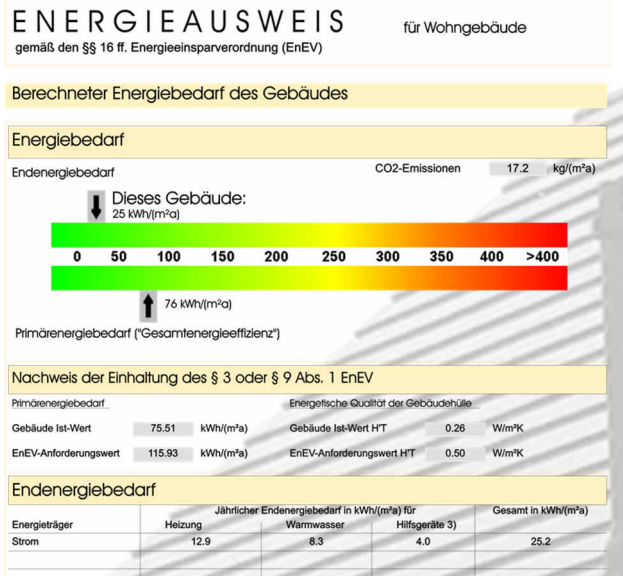 ENERGIEAUSWEIS für Wohngebäude
gemäß den §§ 16 ff. Energieeinsparverordnung (EnEV)
Berechneter Energiebedarf des Gebäudes
Energiebedarf
Endenergiebedarf CO2-Emissionen 17.2 kg/(m²a)
Dieses Gebäude:
25 kWh/(m²a)
0 50 100 150 200 250 300 350 400 >400
76 kWh/(m²a)
Primärenergiebedarf ("Gesamtenergieeffizienz")
Nachweis der Einhaltung des § 3 oder § 9 Abs. 1 EnEV
Primärenergiebedarf Energetische Qualität der Gebäudehülle
Gebäude Ist-Wert 75.51 kWh/(m²a) Gebäude Ist-Wert H'T 0.26 W/m²K
EnEV-Anforderungswert 115.93 kWh/(m²a) EnEV-Anforderungswert H'T 0.50 W/m²K
Endenergiebedarf
Jährlicher Endenergiebedarf in kWh/(m²a) für Gesamt in kWh/(m²a)
Energieträger Heizung Warmwasser Hilfsgeräte 3)
Strom 12.9 8.3 4.0 25.2